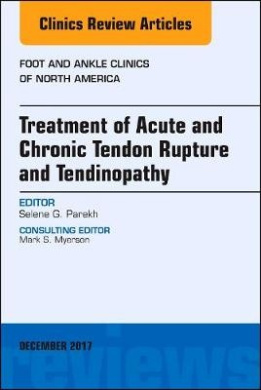 Clinics Review Articles
FOOT AND ANKLE CLINICS
OF NORTH AMERICA
Treatment of Acute and
Chronic Tendon Rupture
and Tendinopathy
EDITOR
Selene G. Parekh
CONSULTING EDITOR
Mark S. Myerson
DECEMBER 2017
reviews